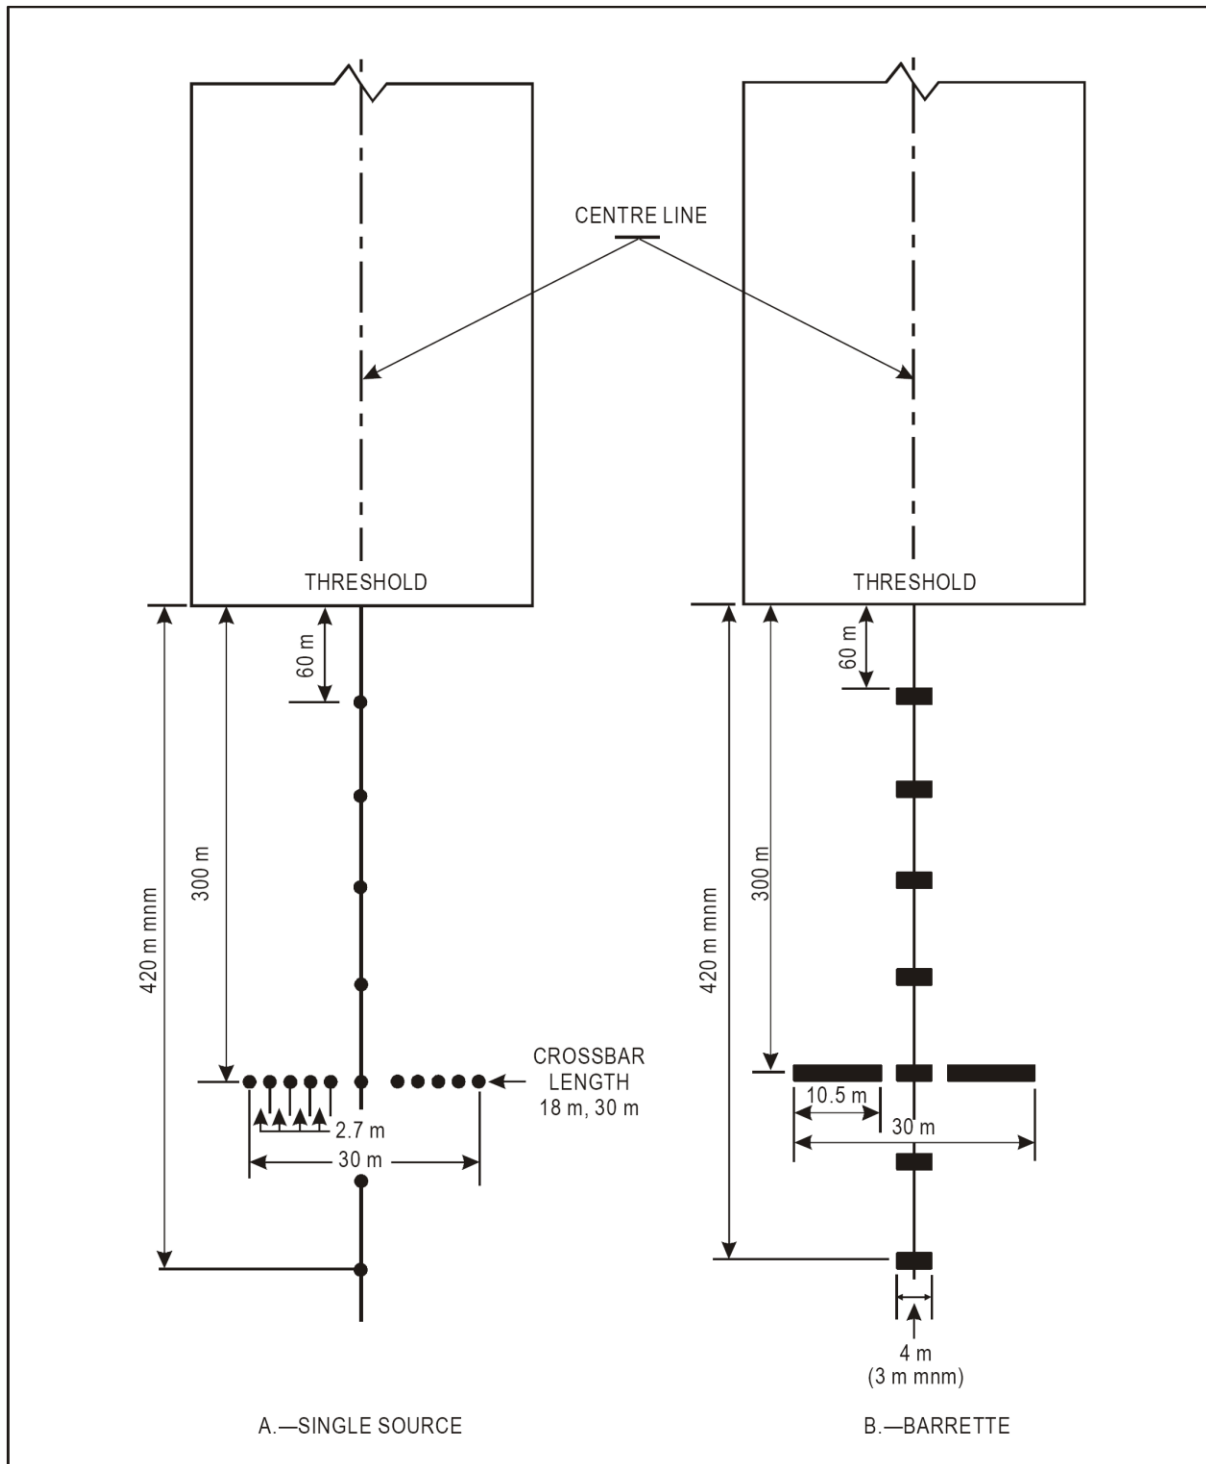 CENTRE LINE
THRESHOLD
THRESHOLD
60 m
60 m
300 m
300 m
420 m mnm
420 m mnm
CROSSBAR
LENGTH
18 m, 30 m
2.7 m
30 m
10.5 m
30 m
4 m
(3 m mnm)
A.—SINGLE SOURCE
B.—BARRETTE